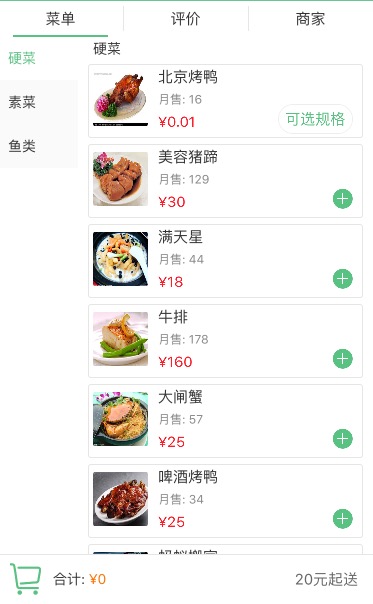 菜单 评价 商家
硬菜
素菜
鱼类
硬菜
北京烤鸭
月售: 16
¥0.01
可选规格
美容猪蹄
月售: 129
¥30
满天星
月售: 44
¥18
牛排
月售: 178
¥160
大闸蟹
月售: 57
¥25
啤酒烤鸭
月售: 34
¥25
合计: ¥0
20元起送